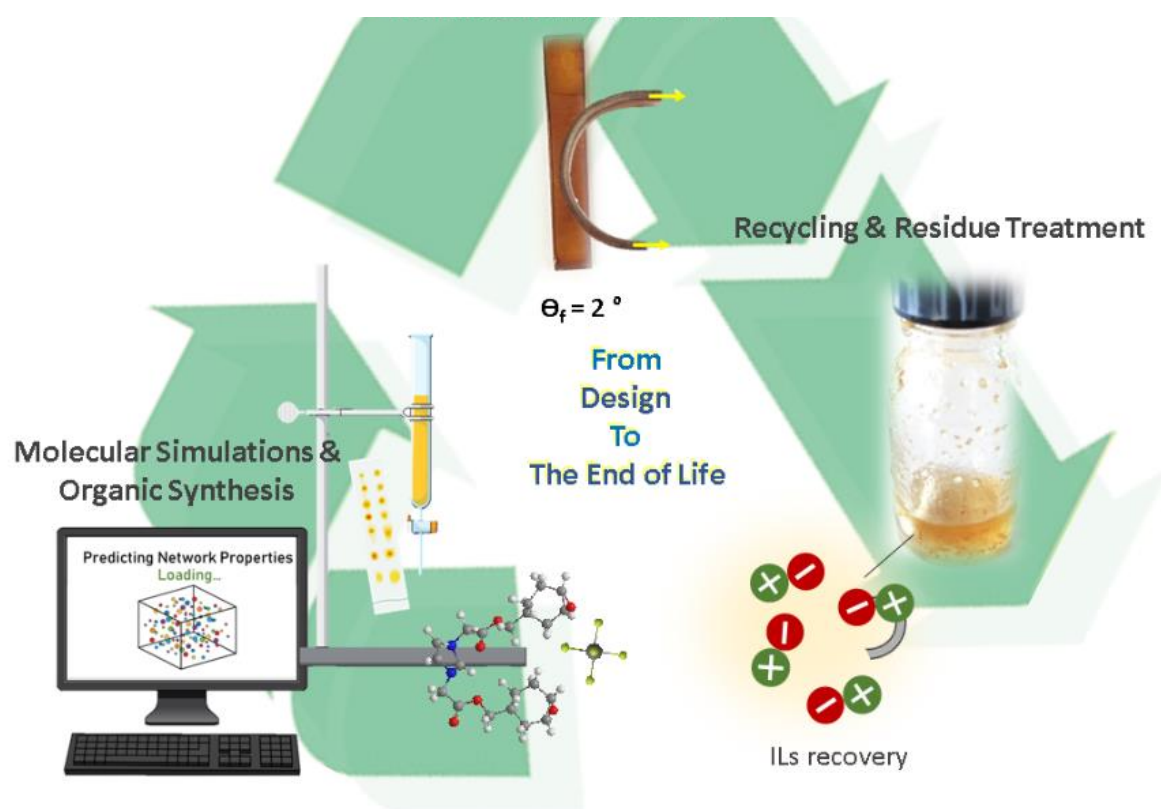 Recycling & Residue Treatment
ϴf = 2 °
From
Design
To
The End of Life
Molecular Simulations &
Organic Synthesis
Predicting Network Properties
Loading...
ILs recovery